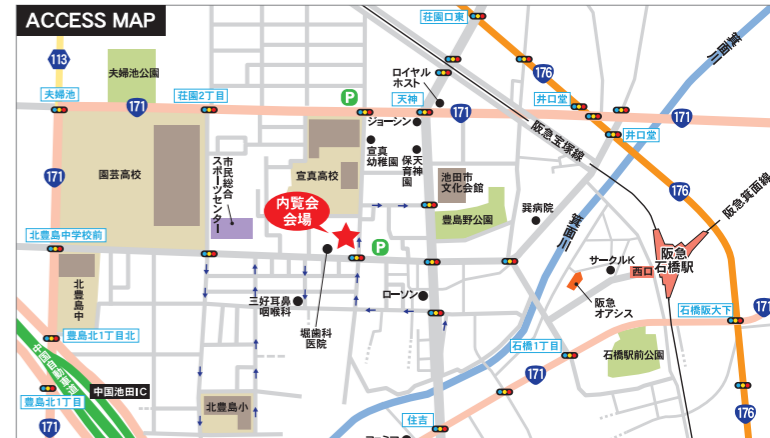 ACCESS MAP
荘園口東
箕面川
113
夫婦池公園
ロイヤル
ホスト
176
夫婦池
171
荘園2丁目
P
天神
171
井口堂
171
ジョーシン
阪急宝塚線
井口堂
園芸高校
市民総合
スポーツセンター
宣真高校
宣真
幼稚園
天神
保育園
池田市
文化会館
171
176
阪急箕面線
内覧会
会場
豊島野公園
巽病院
箕面川
北豊島中学校前
P
サークルK
阪急
石橋駅
西口
北豊島中
三好耳鼻
咽喉科
ローソン
阪急
オアシス
石橋阪大下
171
堀歯科
医院
豊島北1丁目北
石橋1丁目
石橋駅前公園
中国自動車道
中国池田IC
171
豊島北1丁目
北豊島小
住吉
171
176